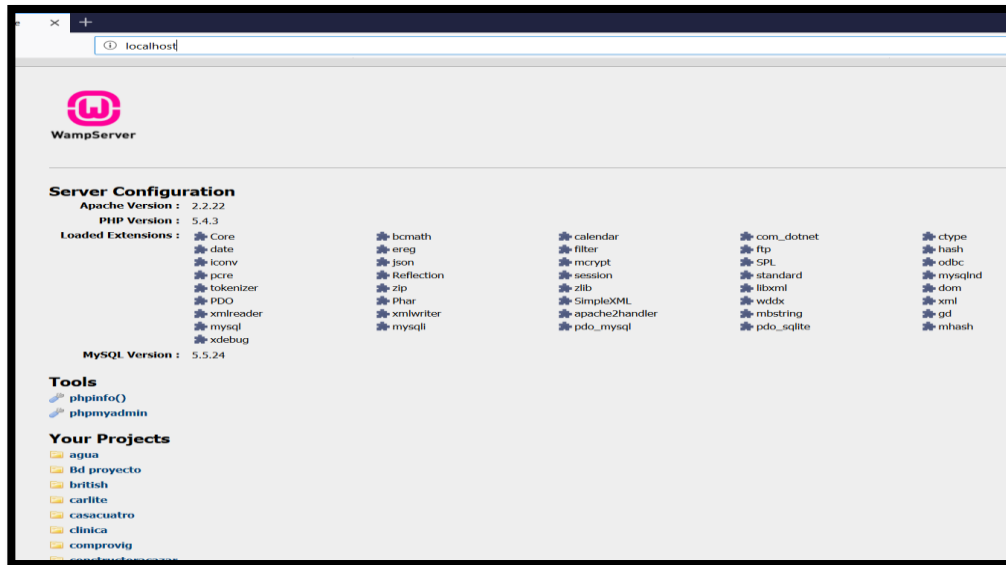 e
localhost
WampServer
Server Configuration
Apache Version : 2.2.22
PHP Version : 5.4.3
Loaded Extensions : Core bcmath calendar com_dotnet ctype
date ereg filter ftp hash
iconv json mcrypt SPL odbc
pcre Reflection session standard mysqlnd
tokenizer zip zlib libxml dom
PDO Phar SimpleXML wddx xml
xmlreader xmlwriter apache2handler mbstring gd
mysql mysqli pdo_mysql pdo_sqlite mhash
xdebug
MySQL Version : 5.5.24
Tools
phpinfo()
phpmyadmin
Your Projects
agua
Bd proyecto
british
carlite
casacuatro
clinica
comprovig